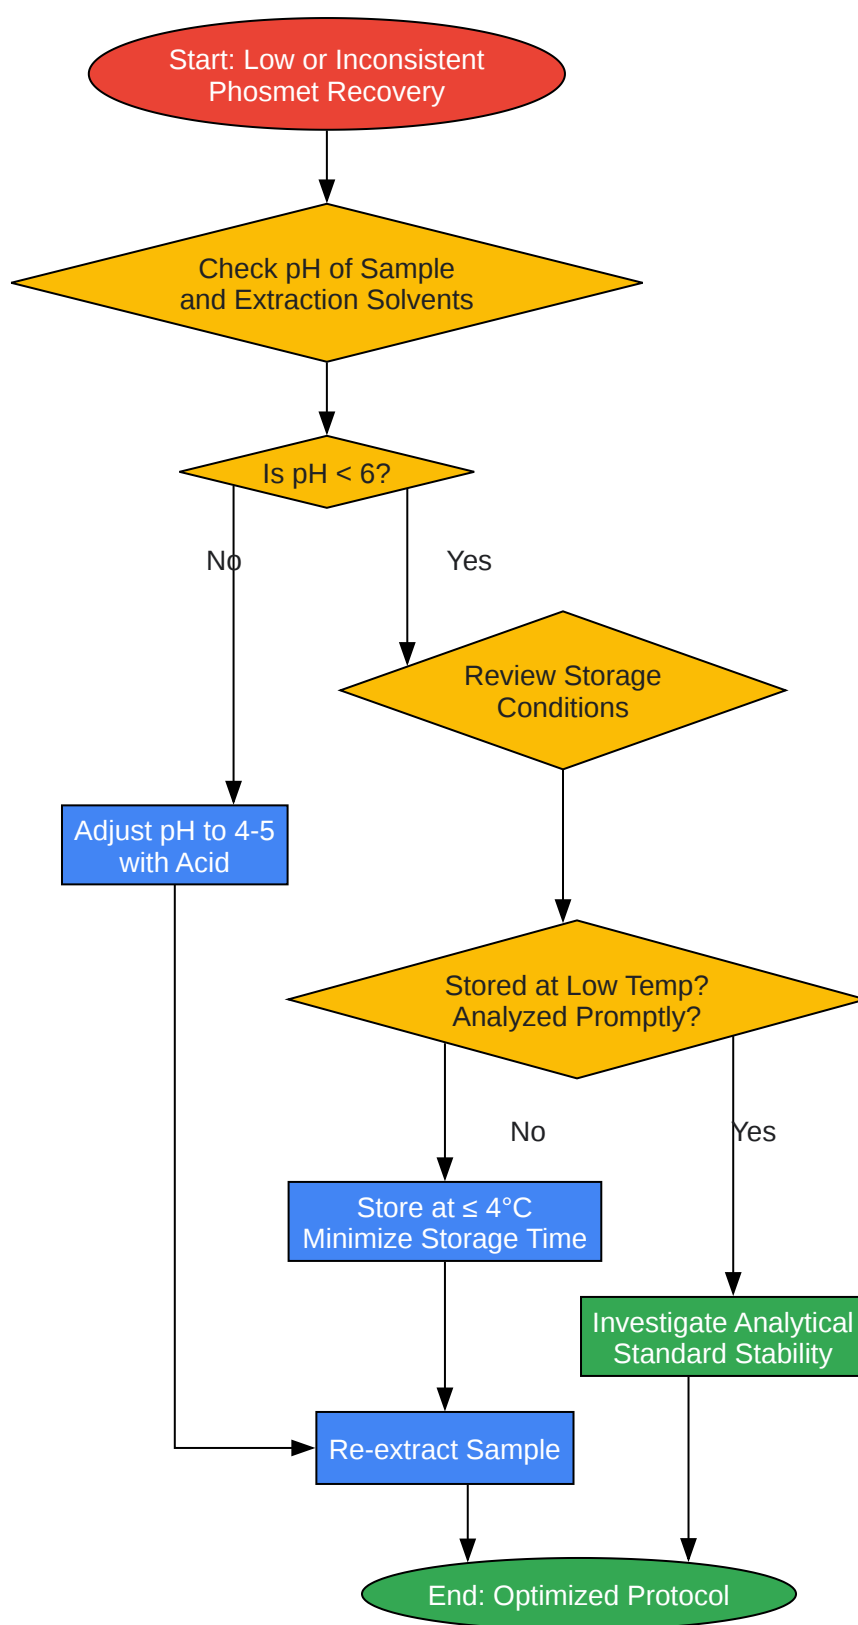 Start: Low or Inconsistent
Phosmet Recovery
Check pH of Sample
and Extraction Solvents
Is pH < 6?
No
Yes
Review Storage
Conditions
Adjust pH to 4-5
with Acid
Stored at Low Temp?
Analyzed Promptly?
No
Yes
Store at ≤ 4°C
Minimize Storage Time
Investigate Analytical
Standard Stability
Re-extract Sample
End: Optimized Protocol